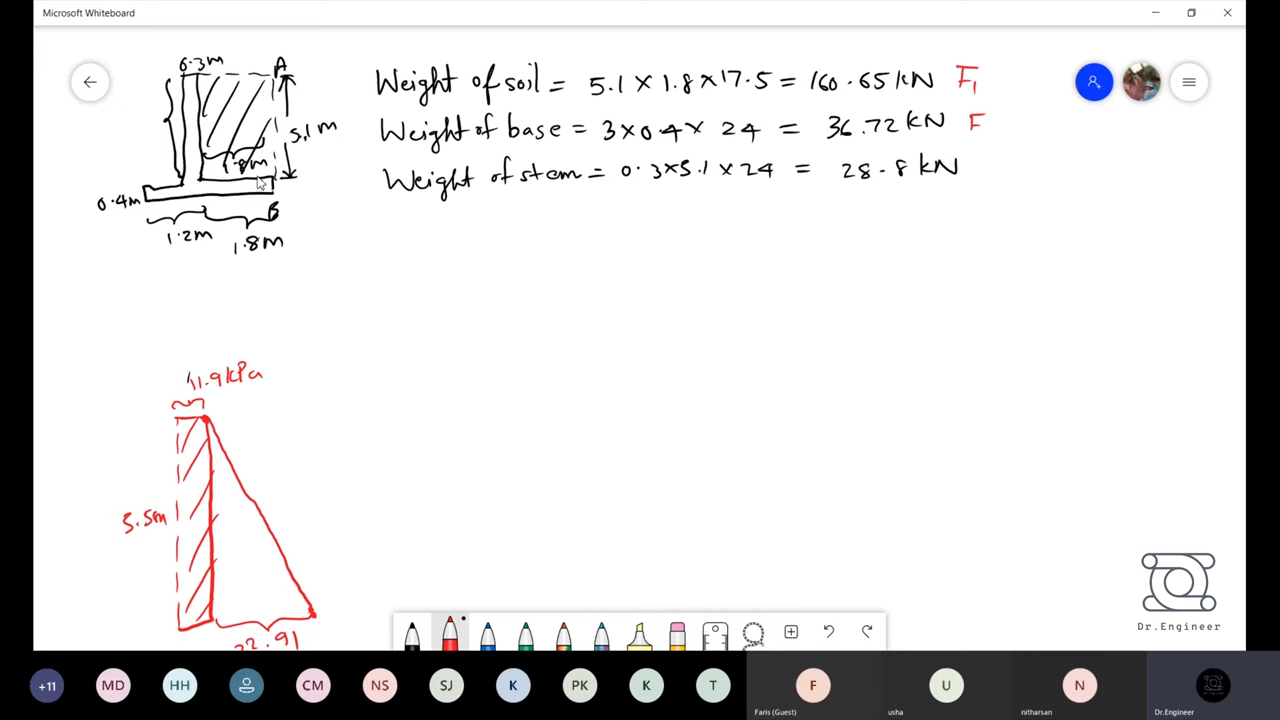 Microsoft Whiteboard
0.3m
A
5.1m
1.8m
0.4m
B
1.2m
1.8m
Weight of soil = 5.1 × 1.8 × 17.5 = 160.65 kN F1
Weight of base = 3 × 0.4 × 24 = 36.72 kN F
Weight of stem = 0.3 × 5.1 × 24 = 28.8 kN
11.9 kPa
5.5m
22.91
Dr.Engineer
+11
MD
HH
CM
NS
SJ
K
PK
K
T
F
Faris (Guest)
U
usha
N
nitharsan
Dr.Engineer